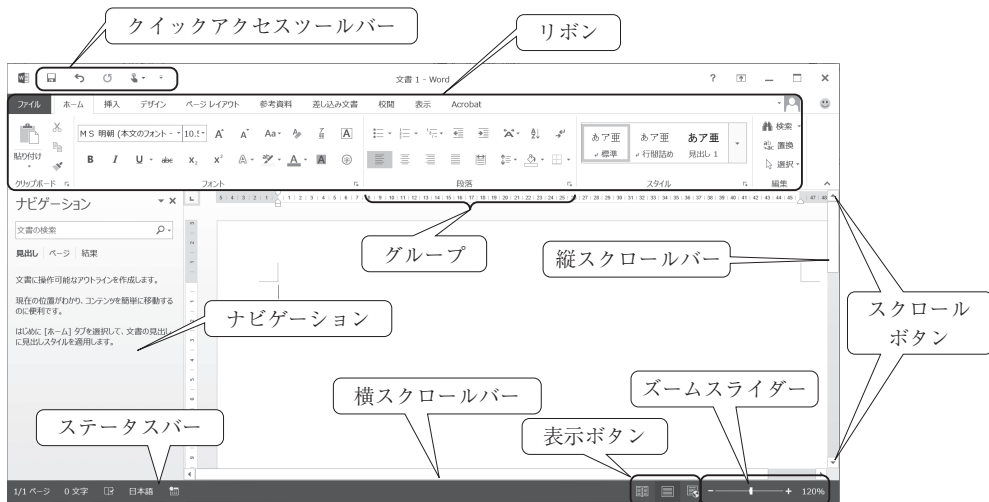 クイックアクセスツールバー
リボン
文書 1 - Word
ファイル ホーム 挿入 デザイン ページ レイアウト 参考資料 差し込み文書 校閲 表示 Acrobat
貼り付け
クリップボード
ＭＳ 明朝 (本文のフォント - 10.5
B I U abc X₂ X² A A
フォント
段落
あア亜 あア亜 あア亜
標準 行間詰め 見出し 1
スタイル
検索
置換
選択
編集
ナビゲーション
文書の検索
見出し ページ 結果
文書に操作可能なアウトラインを作成します。
現在の位置がわかり、コンテンツを簡単に移動する
のに便利です。
はじめに [ホーム] タブを選択して、文書の見出し
に見出しスタイルを適用します。
グループ
縦スクロールバー
スクロール
ボタン
ナビゲーション
横スクロールバー
ズームスライダー
ステータスバー
表示ボタン
1/1 ページ 0 文字 日本語 120%